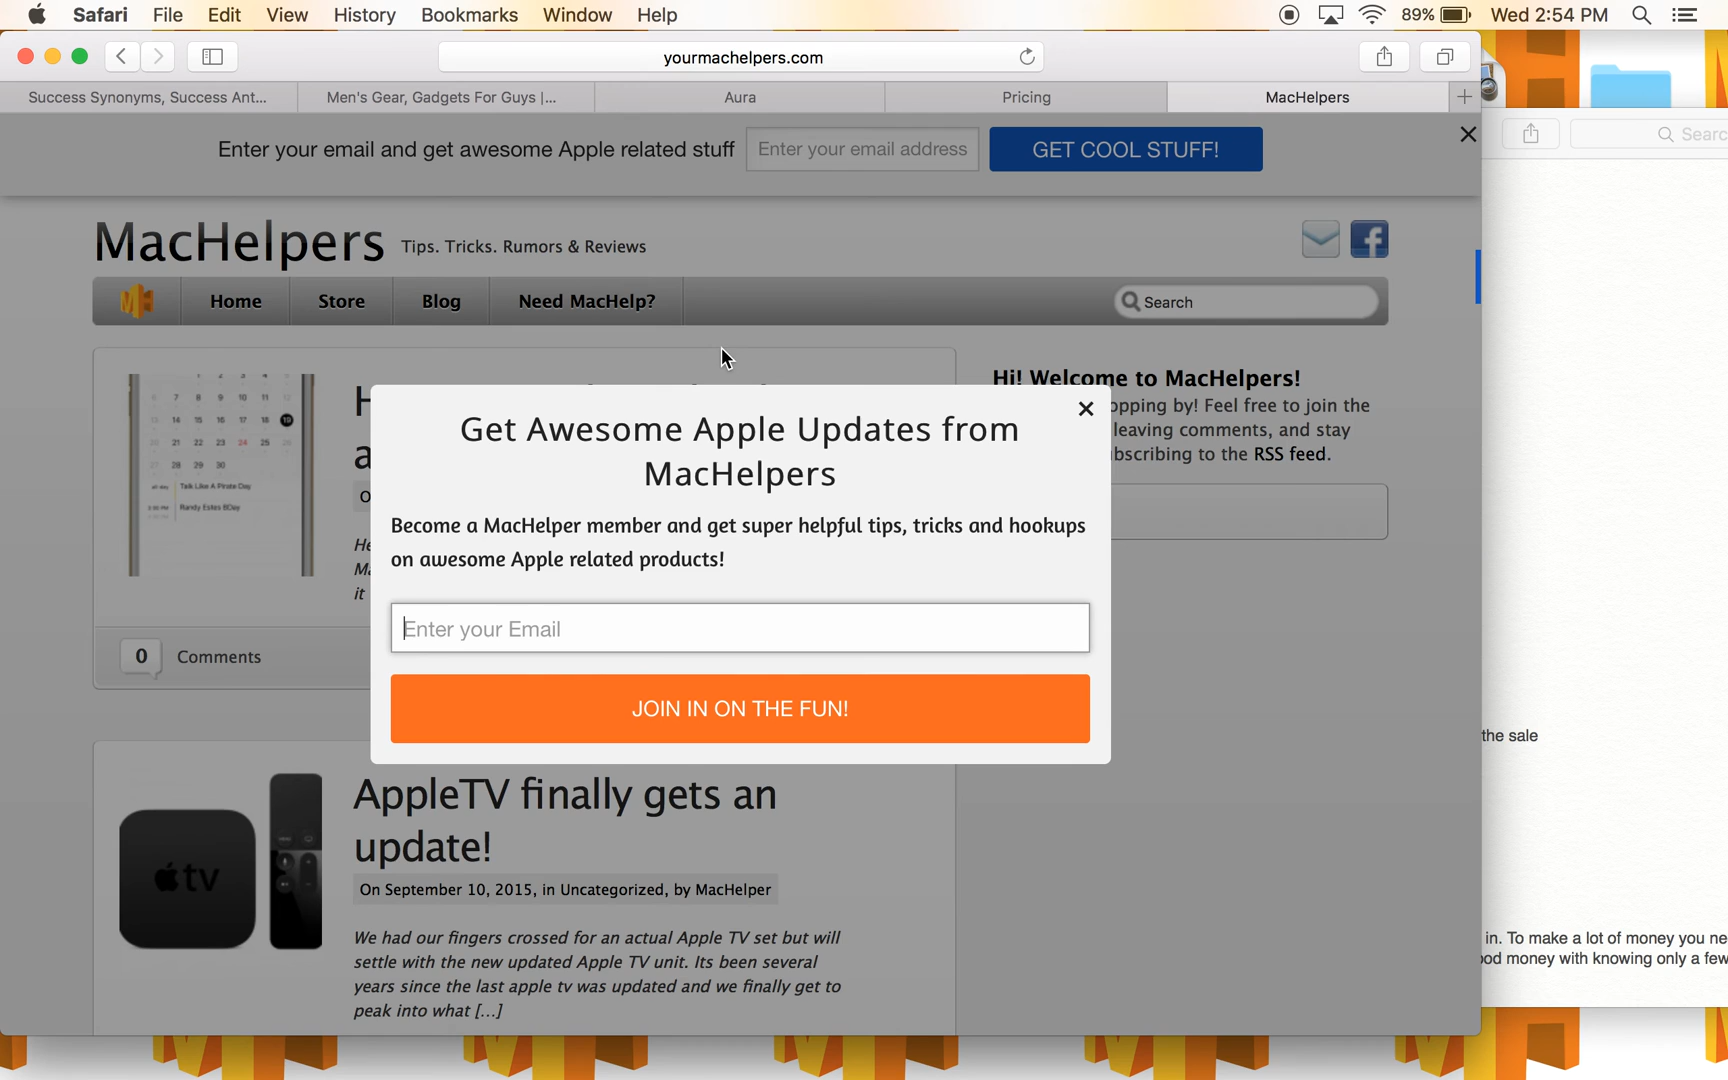 Safari File Edit View History Bookmarks Window Help 89% Wed 2:54 PM
yourmachelpers.com
Success Synonyms, Success Ant... Men's Gear, Gadgets For Guys |... Aura Pricing MacHelpers
Enter your email and get awesome Apple related stuff Enter your email address GET COOL STUFF!
MacHelpers Tips. Tricks. Rumors & Reviews
Home Store Blog Need MacHelp? Search
Hi! Welcome to MacHelpers!
opping by! Feel free to join the
leaving comments, and stay
bscribing to the RSS feed.
Get Awesome Apple Updates from
MacHelpers
Become a MacHelper member and get super helpful tips, tricks and hookups
on awesome Apple related products!
Enter your Email
JOIN IN ON THE FUN!
Talk Like A Pirate Day
Randy Estes BDay
it
0 Comments
AppleTV finally gets an
update!
On September 10, 2015, in Uncategorized, by MacHelper
We had our fingers crossed for an actual Apple TV set but will
settle with the new updated Apple TV unit. Its been several
years since the last apple tv was updated and we finally get to
peak into what [...]
tv
Searc
the sale
in. To make a lot of money you ne
od money with knowing only a few